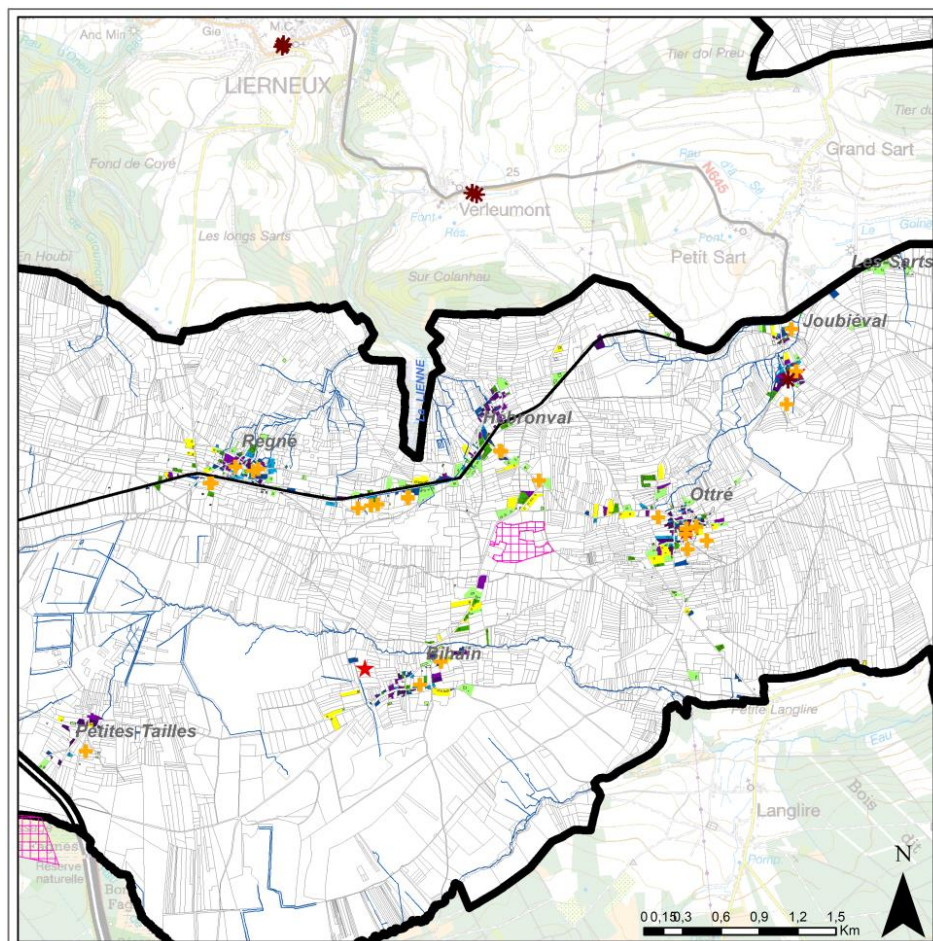 Anc Min
Gie
M.C.
LIERNEUX
Tier dol Preu
Fond de Coyé
Grand Sart
N645
25
Verleumont
Font
Rés.
Les longs Sarts
Font
Petit Sart
En Houbi
Sur Colanhau
Les-Sarts
Joubiéval
La LIENNE
Hébronval
Regné
Ottré
Bihain
Petites-Tailles
Petite Langlire
Eau
Langlire
Bois
Pomp.
Réserve
naturelle
N
0 0,15 0,3 0,6 0,9 1,2 1,5
Km